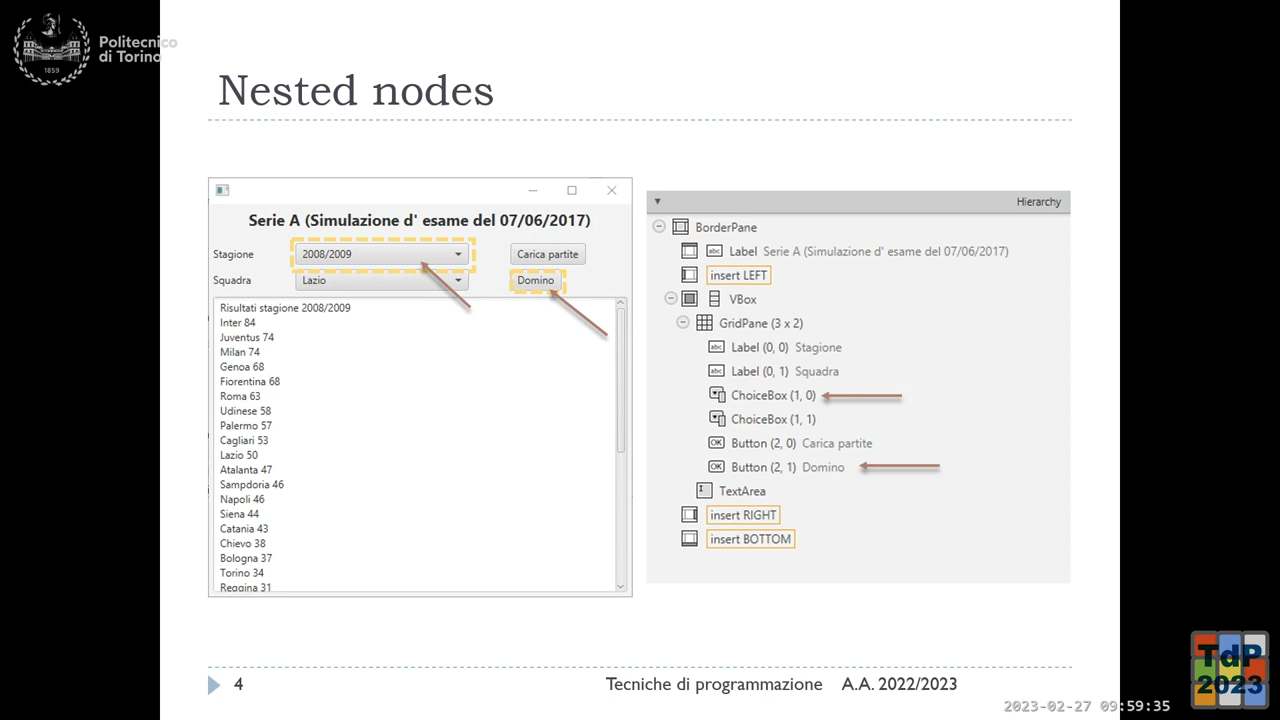 Politecnico
di Torino
1859
Nested nodes
Serie A (Simulazione d' esame del 07/06/2017)
Stagione 2008/2009 Carica partite
Squadra Lazio Domino
Risultati stagione 2008/2009
Inter 84
Juventus 74
Milan 74
Genoa 68
Fiorentina 68
Roma 63
Udinese 58
Palermo 57
Cagliari 53
Lazio 50
Atalanta 47
Sampdoria 46
Napoli 46
Siena 44
Catania 43
Chievo 38
Bologna 37
Torino 34
Reggina 31
Hierarchy
BorderPane
abc Label Serie A (Simulazione d' esame del 07/06/2017)
insert LEFT
VBox
GridPane (3 x 2)
abc Label (0, 0) Stagione
abc Label (0, 1) Squadra
ChoiceBox (1, 0)
ChoiceBox (1, 1)
OK Button (2, 0) Carica partite
OK Button (2, 1) Domino
TextArea
insert RIGHT
insert BOTTOM
4
Tecniche di programmazione A.A. 2022/2023
TdP
2023
2023-02-27 09:59:35